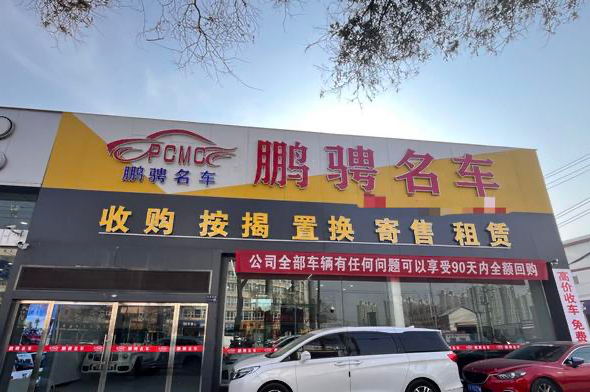 PCMC
鹏骋名车
鹏骋名车
收购 按揭 置换 寄售 租赁
公司全部车辆有任何问题可以享受90天内全额回购
高价收车 免费